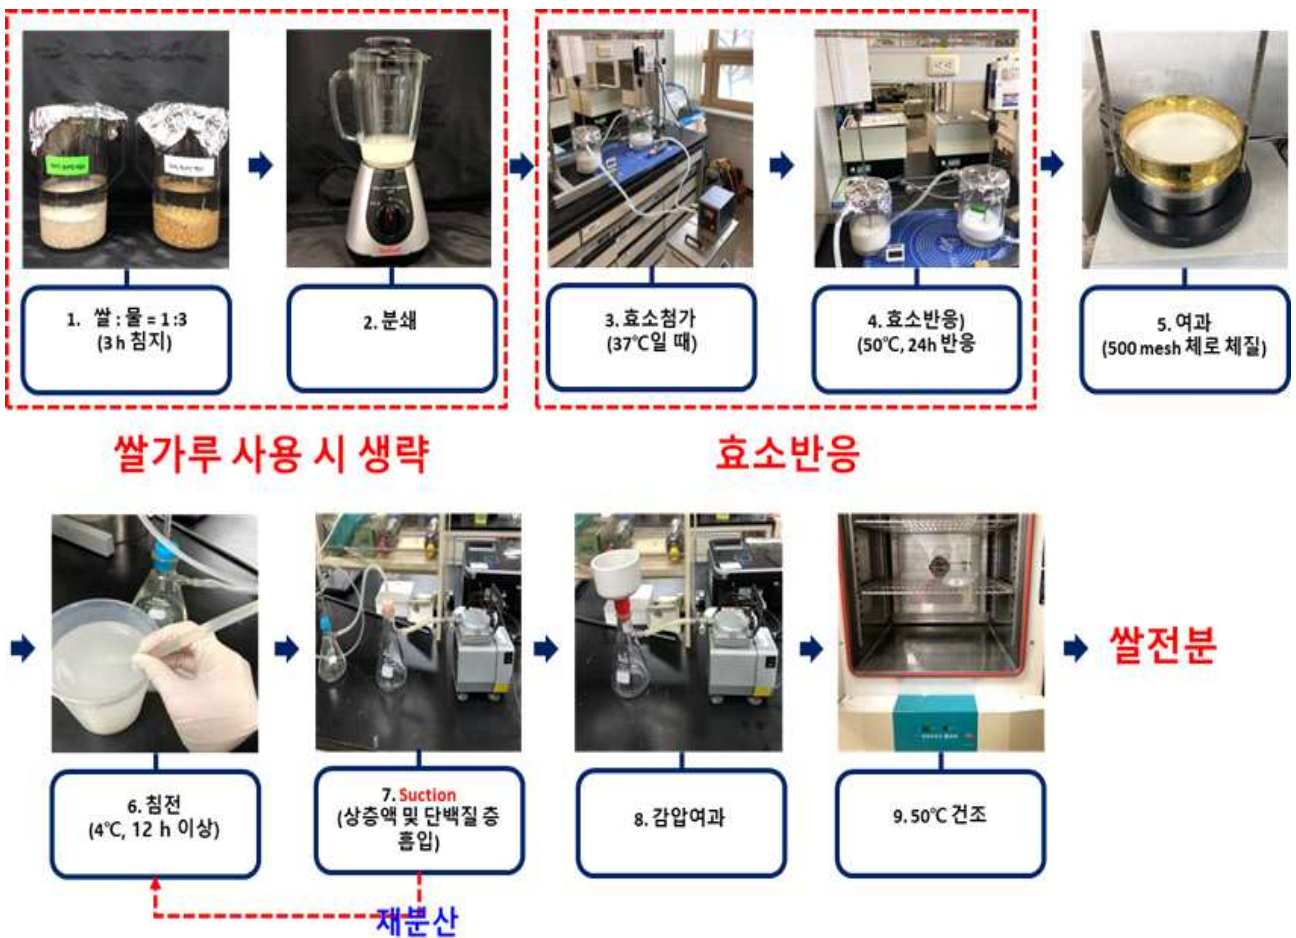 1. 쌀 : 물 = 1 :3
(3 h 침지)
2. 분쇄
3. 효소첨가
(37℃일 때)
4. 효소반응)
(50℃, 24h 반응
5. 여과
(500 mesh 체로 체질)
쌀가루 사용 시 생략
효소반응
6. 침전
(4℃, 12 h 이상)
7. Suction
(상층액 및 단백질 층
흡입)
8. 감압여과
9. 50℃ 건조
쌀전분
재분산